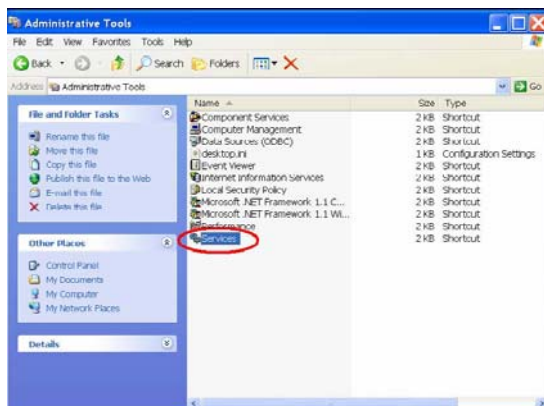 Administrative Tools
File Edit View Favorites Tools Help
Back Search Folders
Address Administrative Tools Go
Name Size Type
File and Folder Tasks
Rename this file
Move this file
Copy this file
Publish this file to the Web
E-mail this file
Delete this file
Other Places
Control Panel
My Documents
My Computer
My Network Places
Details
Component Services 2 KB Shortcut
Computer Management 2 KB Shortcut
Data Sources (ODBC) 2 KB Shortcut
desktop.ini 1 KB Configuration Settings
Event Viewer 2 KB Shortcut
Internet Information Services 2 KB Shortcut
Local Security Policy 2 KB Shortcut
Microsoft .NET Framework 1.1 C... 2 KB Shortcut
Microsoft .NET Framework 1.1 Wi... 2 KB Shortcut
Performance 2 KB Shortcut
Services 2 KB Shortcut